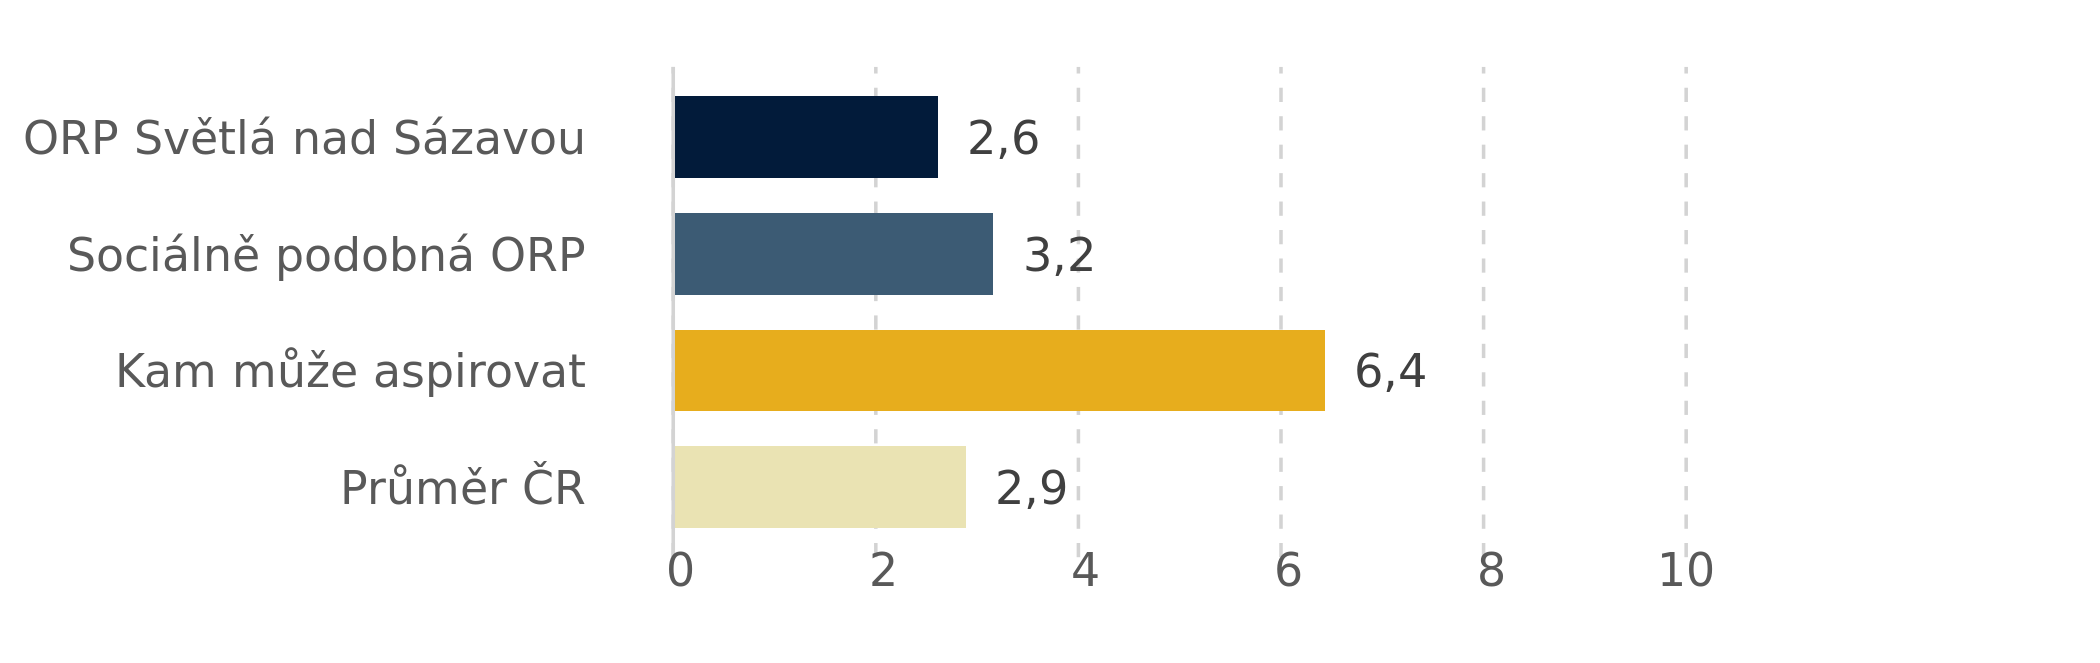 ORP Světlá nad Sázavou 2,6
Sociálně podobná ORP 3,2
Kam může aspirovat 6,4
Průměr ČR 2,9
0 2 4 6 8 10